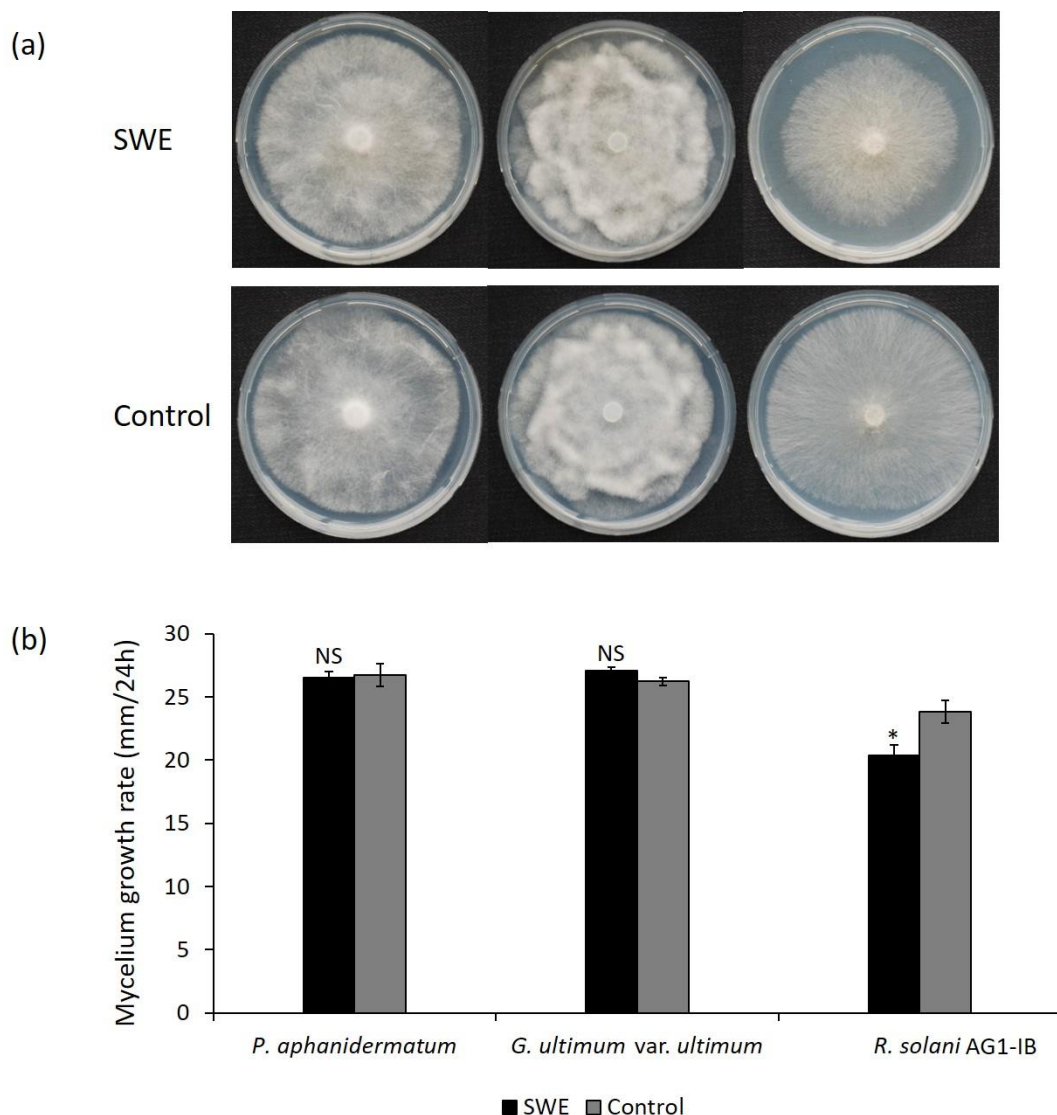 (a)
SWE
Control
(b)
Mycelium growth rate (mm/24h)
30
25
20
15
10
5
0
NS
NS
*
P. aphanidermatum
G. ultimum var. ultimum
R. solani AG1-IB
SWE Control